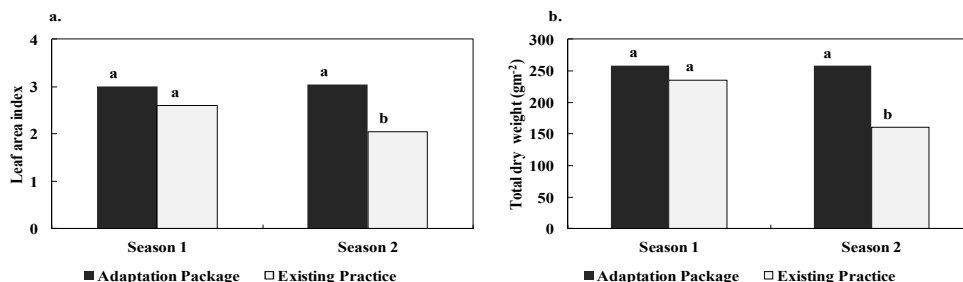 a.
4
3
2
1
0
Leaf area index
a
a
a
b
Season 1
Season 2
Adaptation Package
Existing Practice
b.
300
250
200
150
100
50
0
Total dry weight (gm⁻²)
a
a
a
b
Season 1
Season 2
Adaptation Package
Existing Practice